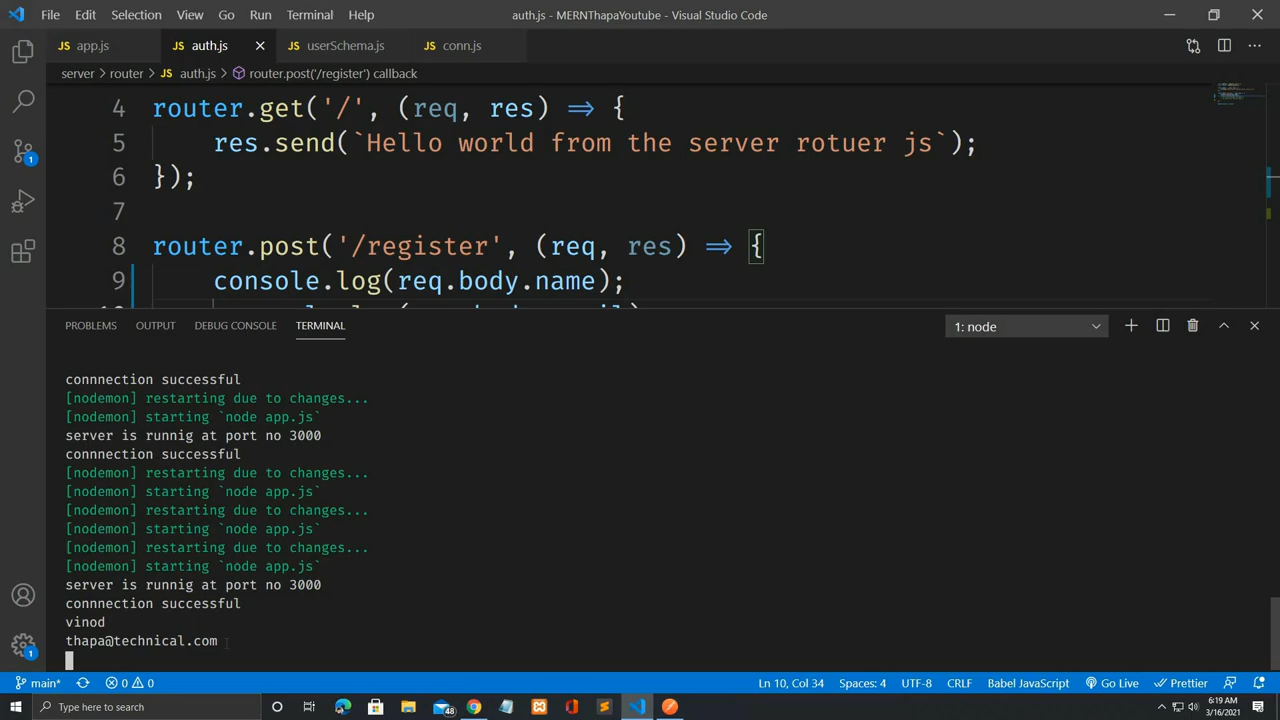 File Edit Selection View Go Run Terminal Help auth.js - MERNThapaYoutube - Visual Studio Code
JS app.js JS auth.js JS userSchema.js JS conn.js
server > router > JS auth.js > router.post('/register') callback
4 router.get('/', (req, res) => {
5 res.send(`Hello world from the server rotuer js`);
6 });
7
8 router.post('/register', (req, res) => {
9 console.log(req.body.name);
PROBLEMS OUTPUT DEBUG CONSOLE TERMINAL 1: node
connnection successful
[nodemon] restarting due to changes...
[nodemon] starting `node app.js`
server is runnig at port no 3000
connnection successful
[nodemon] restarting due to changes...
[nodemon] starting `node app.js`
[nodemon] restarting due to changes...
[nodemon] starting `node app.js`
[nodemon] restarting due to changes...
[nodemon] starting `node app.js`
server is runnig at port no 3000
connnection successful
vinod
thapa@technical.com
main* 0 0 Ln 10, Col 34 Spaces: 4 UTF-8 CRLF Babel JavaScript Go Live Prettier
Type here to search 48 6:19 AM
3/16/2021
1
1